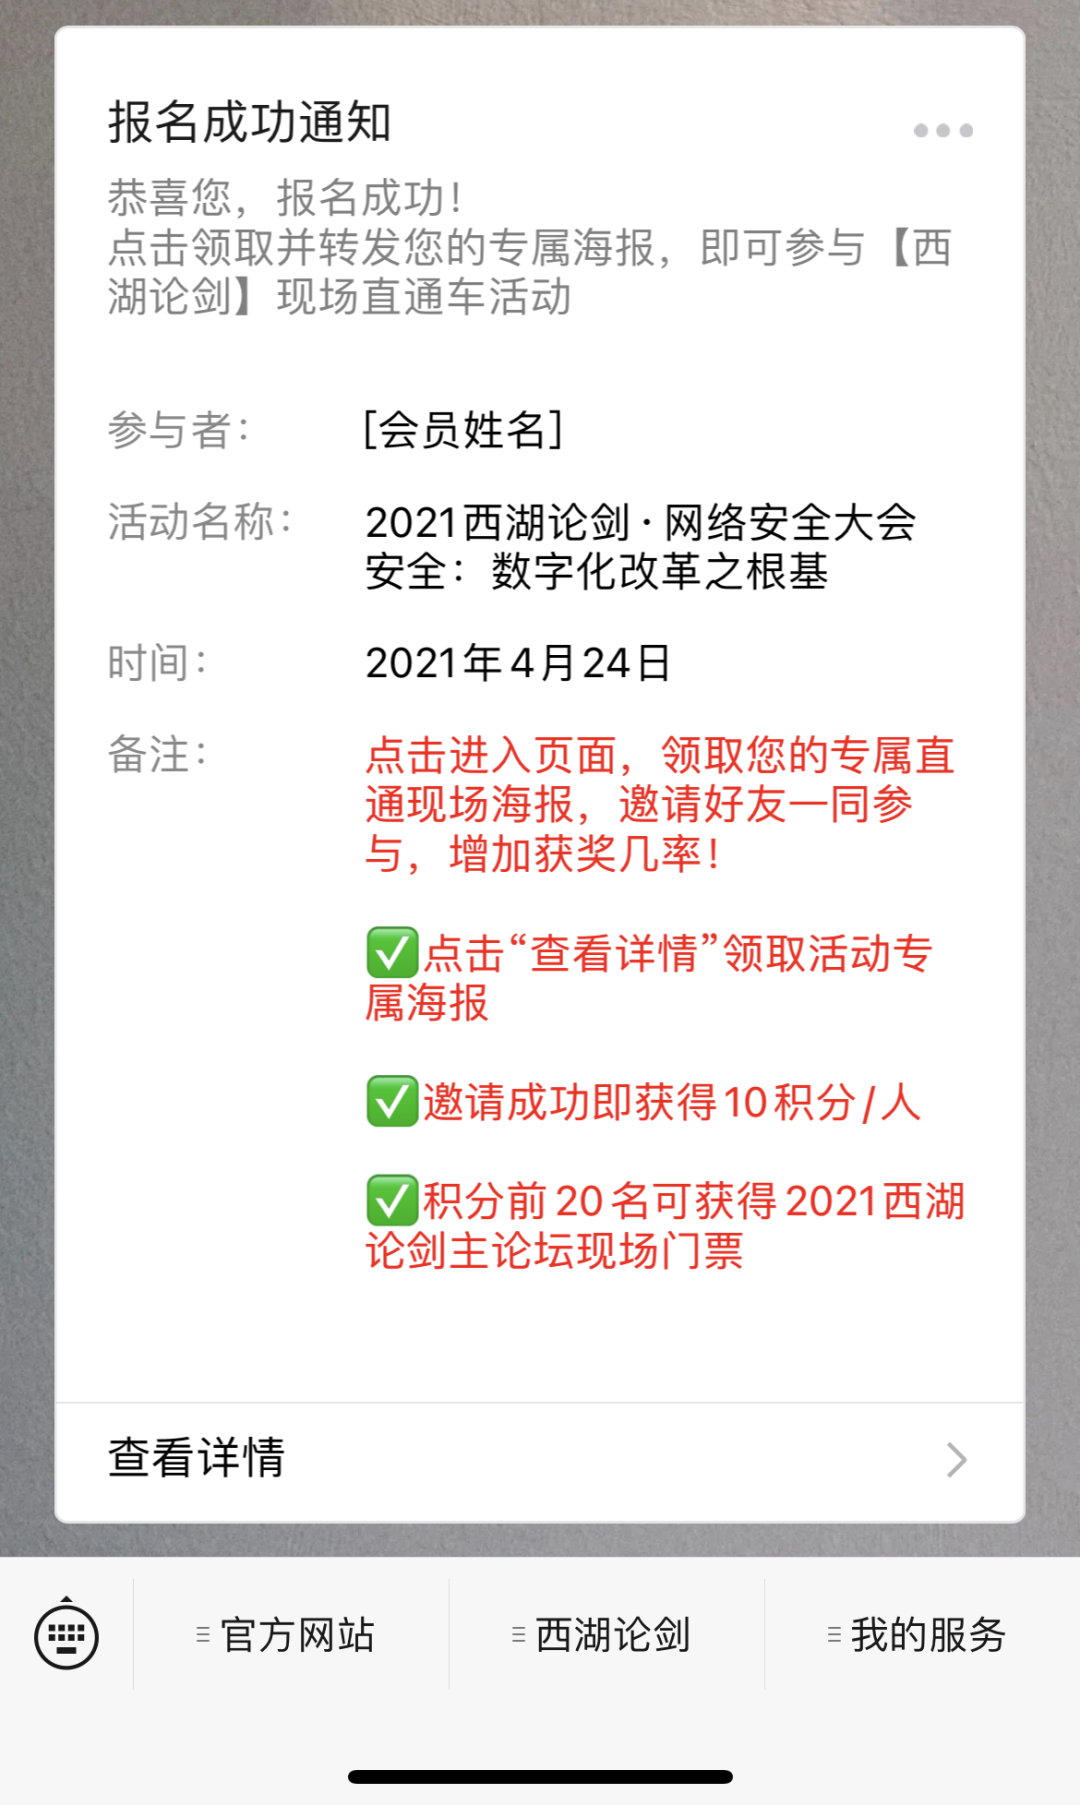 报名成功通知
恭喜您，报名成功！
点击领取并转发您的专属海报，即可参与【西
湖论剑】现场直通车活动
参与者： [会员姓名]
活动名称： 2021西湖论剑·网络安全大会
安全：数字化改革之根基
时间： 2021年4月24日
备注： 点击进入页面，领取您的专属直
通现场海报，邀请好友一同参
与，增加获奖几率！
✅点击“查看详情”领取活动专
属海报
✅邀请成功即获得10积分/人
✅积分前20名可获得2021西湖
论剑主论坛现场门票
查看详情
官方网站 西湖论剑 我的服务